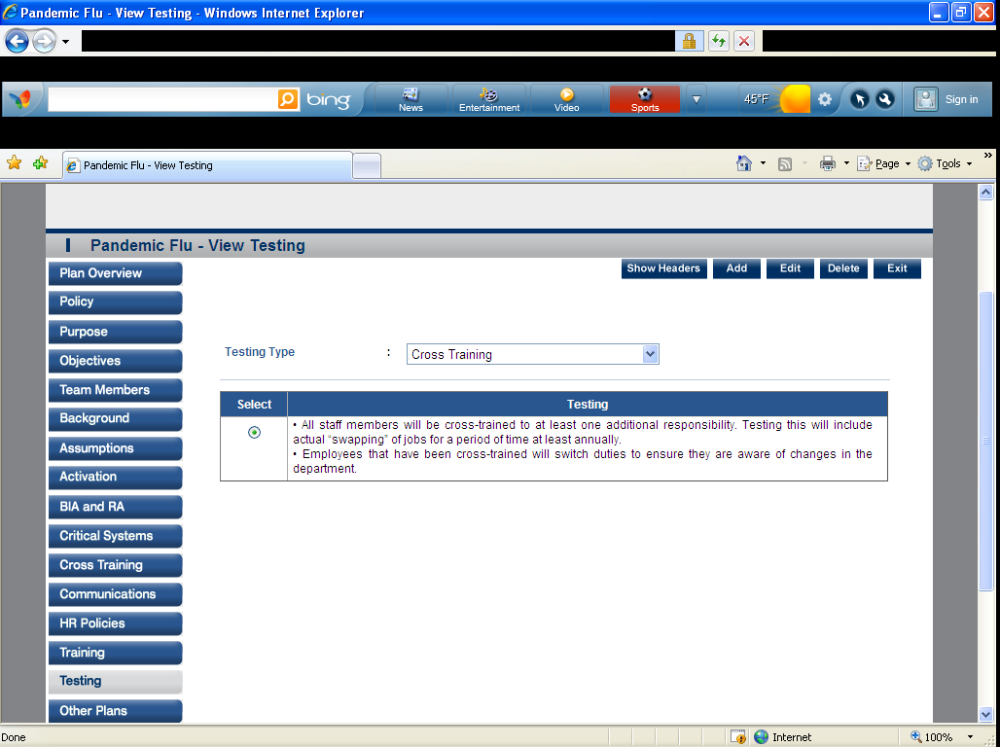 Pandemic Flu - View Testing - Windows Internet Explorer
bing
News
Entertainment
Video
Sports
45°F
Sign in
Pandemic Flu - View Testing
Page
Tools
»
Pandemic Flu - View Testing
Show Headers
Add
Edit
Delete
Exit
Plan Overview
Policy
Purpose
Objectives
Team Members
Background
Assumptions
Activation
BIA and RA
Critical Systems
Cross Training
Communications
HR Policies
Training
Testing
Other Plans
Testing Type : Cross Training
Select Testing
• All staff members will be cross-trained to at least one additional responsibility. Testing this will include
actual “swapping” of jobs for a period of time at least annually.
• Employees that have been cross-trained will switch duties to ensure they are aware of changes in the
department.
Done
Internet
100%